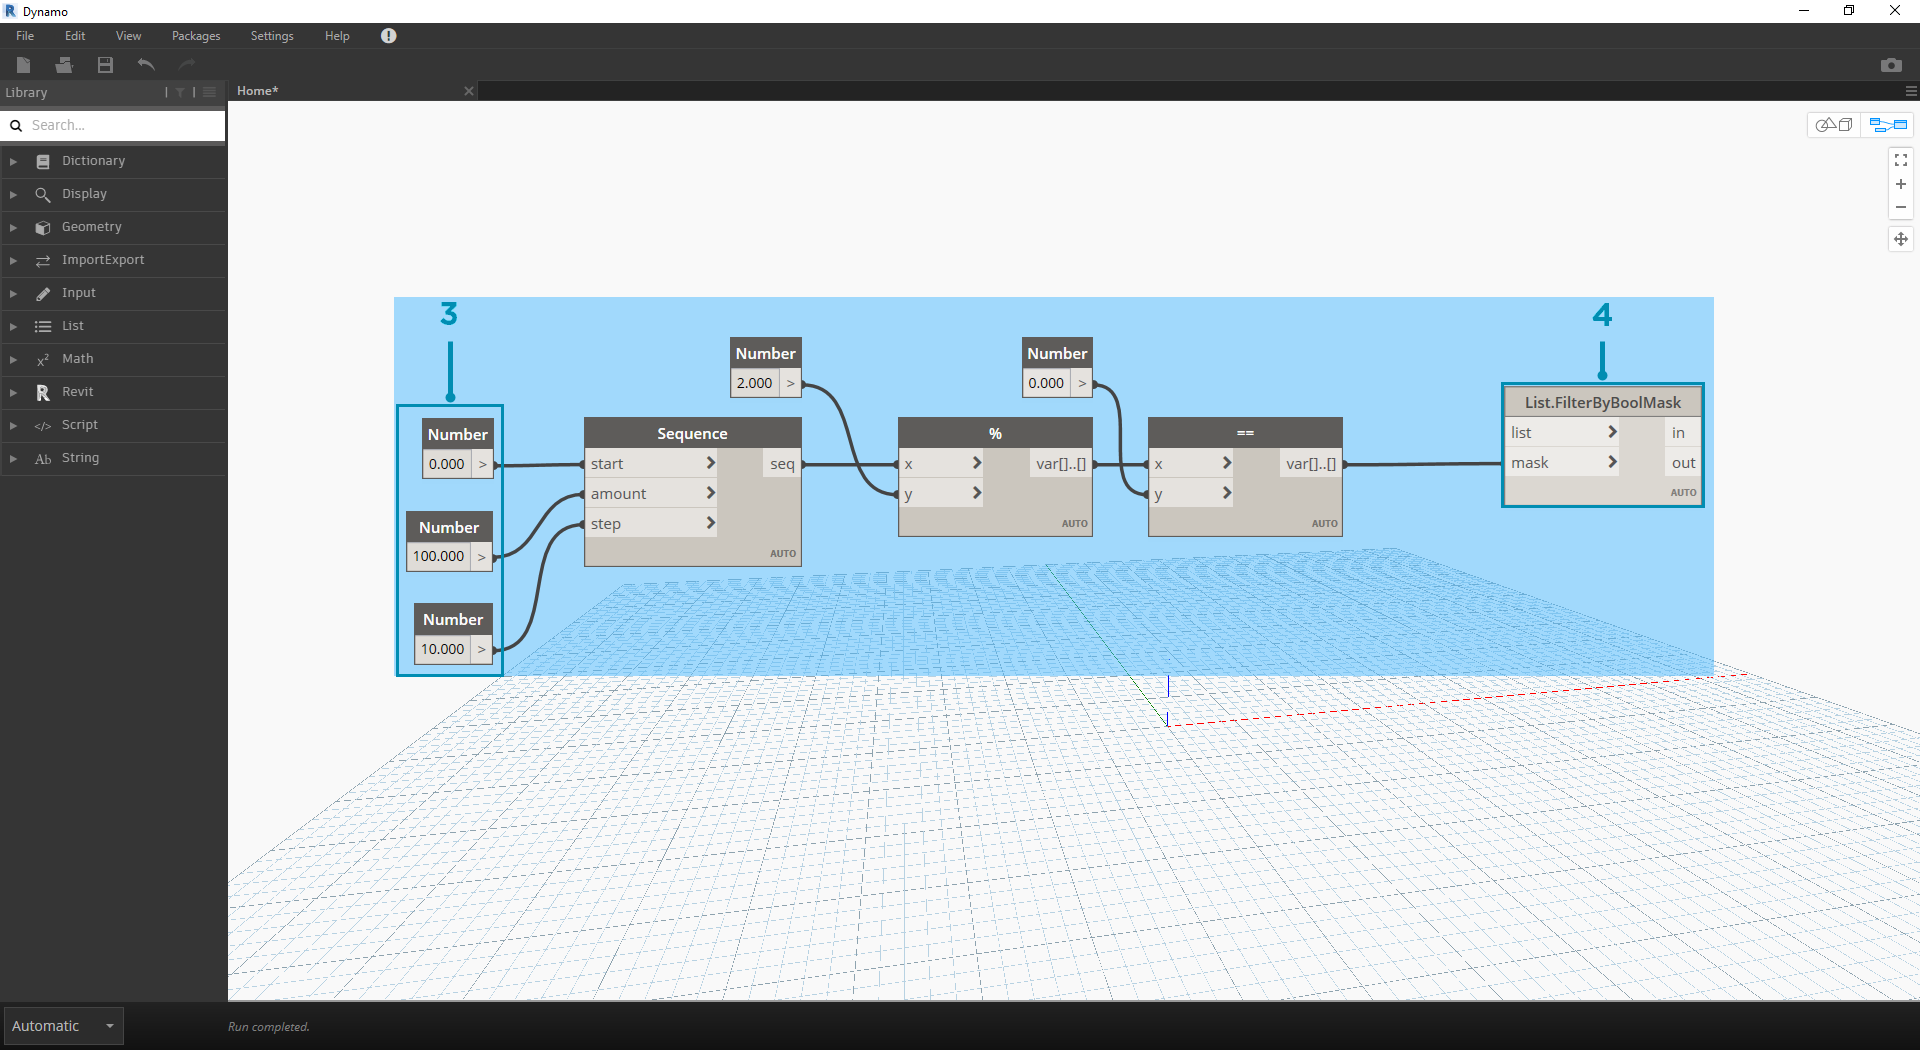 Dynamo
File Edit View Packages Settings Help
Library
Home*
Search...
Dictionary
Display
Geometry
ImportExport
Input
List
Math
Revit
Script
String
3
4
Number
2.000 >
Number
0.000 >
Number
0.000 >
Number
100.000 >
Number
10.000 >
Sequence
start
amount
step
seq
AUTO
%
x
y
var[]..[]
AUTO
==
x
y
var[]..[]
AUTO
List.FilterByBoolMask
list
mask
in
out
AUTO
Automatic
Run completed.